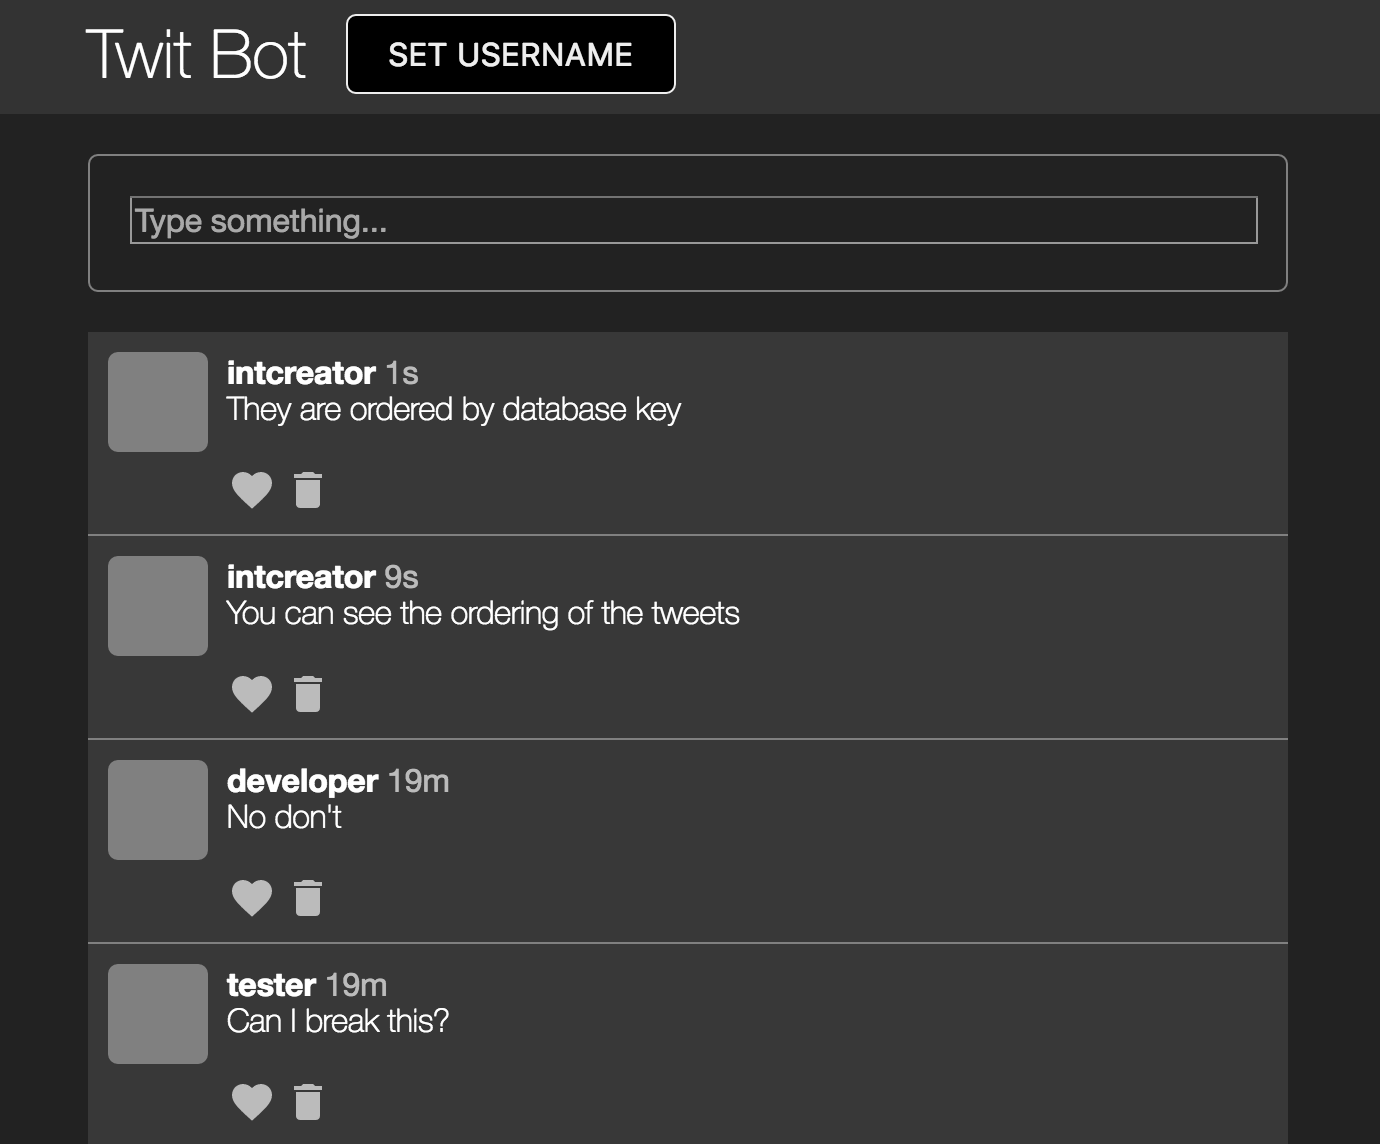 Twit Bot SET USERNAME
Type something...
intcreator 1s
They are ordered by database key
intcreator 9s
You can see the ordering of the tweets
developer 19m
No don't
tester 19m
Can I break this?